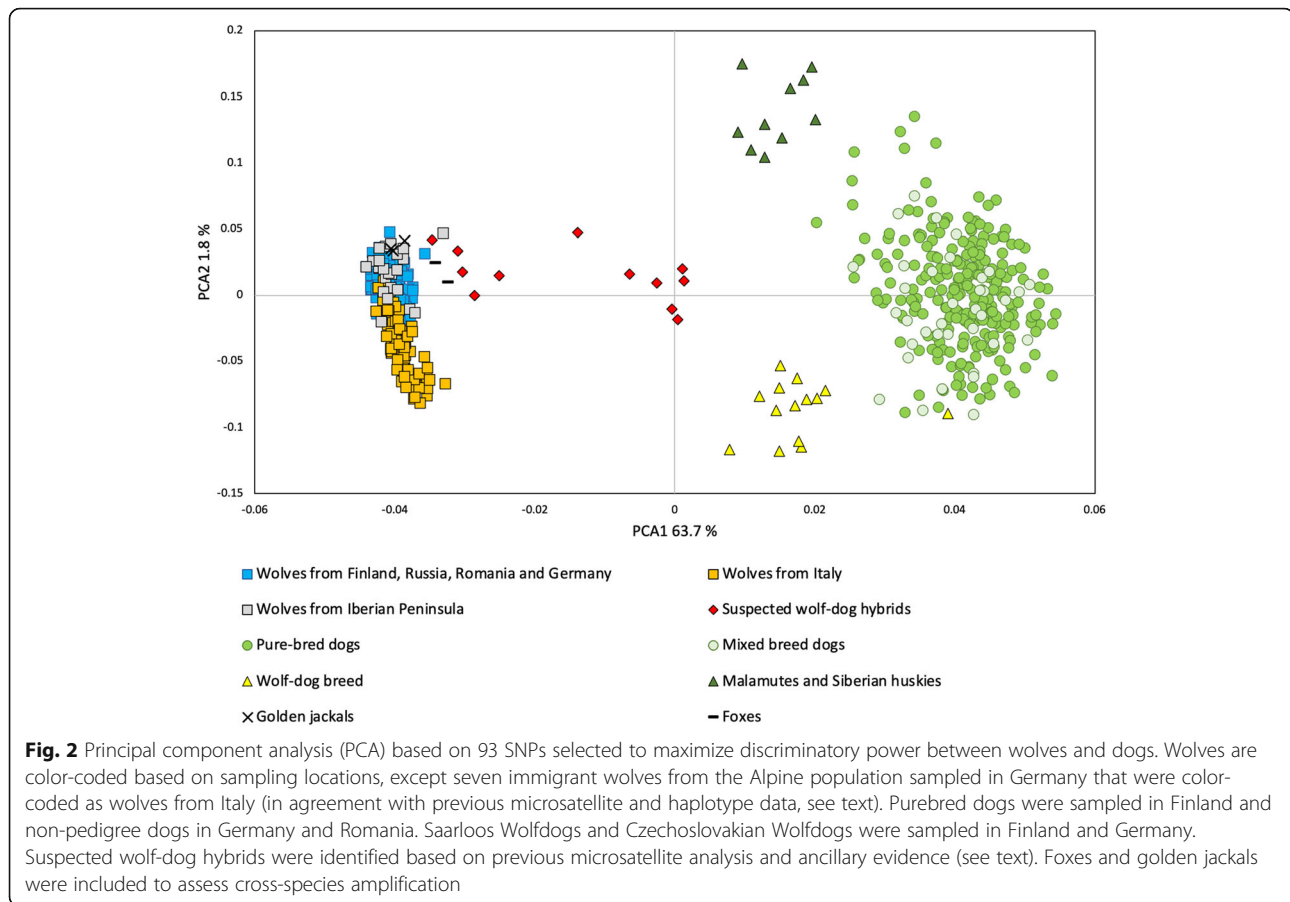 0.2
0.15
0.1
0.05
0
-0.05
-0.1
-0.15
PCA2 1.8 %
-0.06
-0.04
-0.02
0
0.02
0.04
0.06
PCA1 63.7 %
Wolves from Finland, Russia, Romania and Germany
Wolves from Italy
Wolves from Iberian Peninsula
Suspected wolf-dog hybrids
Pure-bred dogs
Mixed breed dogs
Wolf-dog breed
Malamutes and Siberian huskies
Golden jackals
Foxes
Fig. 2 Principal component analysis (PCA) based on 93 SNPs selected to maximize discriminatory power between wolves and dogs. Wolves are
color-coded based on sampling locations, except seven immigrant wolves from the Alpine population sampled in Germany that were color-
coded as wolves from Italy (in agreement with previous microsatellite and haplotype data, see text). Purebred dogs were sampled in Finland and
non-pedigree dogs in Germany and Romania. Saarloos Wolfdogs and Czechoslovakian Wolfdogs were sampled in Finland and Germany.
Suspected wolf-dog hybrids were identified based on previous microsatellite analysis and ancillary evidence (see text). Foxes and golden jackals
were included to assess cross-species amplification